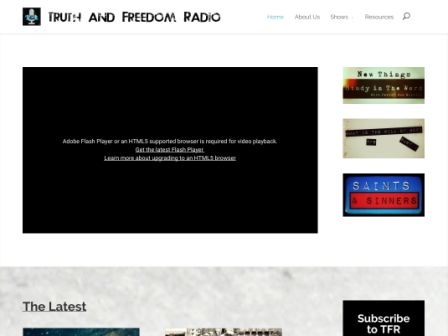 Truth and Freedom Radio
Home
About Us
Shows
Resources
New Things
Study in The Word
Adobe Flash Player or an HTML5 supported browser is required for video playback.
Get the latest Flash Player
Learn more about upgrading to an HTML5 browser
SAINTS
& SINNERS
The Latest
Subscribe
to TFR